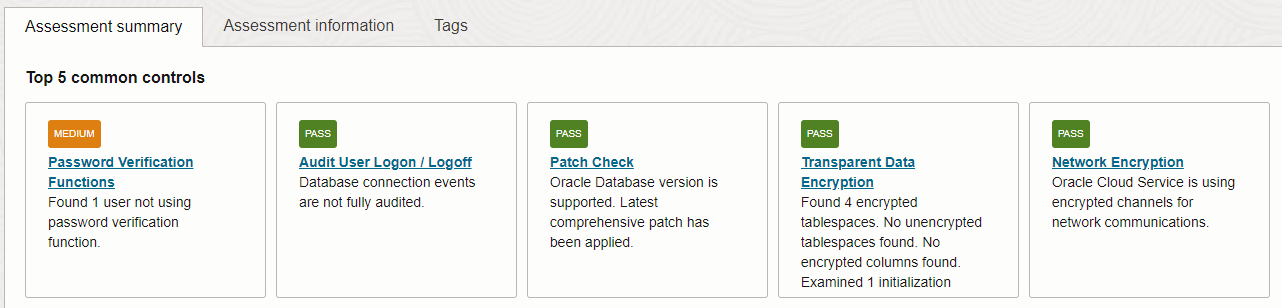 Assessment summary
Assessment information
Tags
Top 5 common controls
MEDIUM
Password Verification
Functions
Found 1 user not using
password verification
function.
PASS
Audit User Logon / Logoff
Database connection events
are not fully audited.
PASS
Patch Check
Oracle Database version is
supported. Latest
comprehensive patch has
been applied.
PASS
Transparent Data
Encryption
Found 4 encrypted
tablespaces. No unencrypted
tablespaces found. No
encrypted columns found.
Examined 1 initialization
PASS
Network Encryption
Oracle Cloud Service is using
encrypted channels for
network communications.